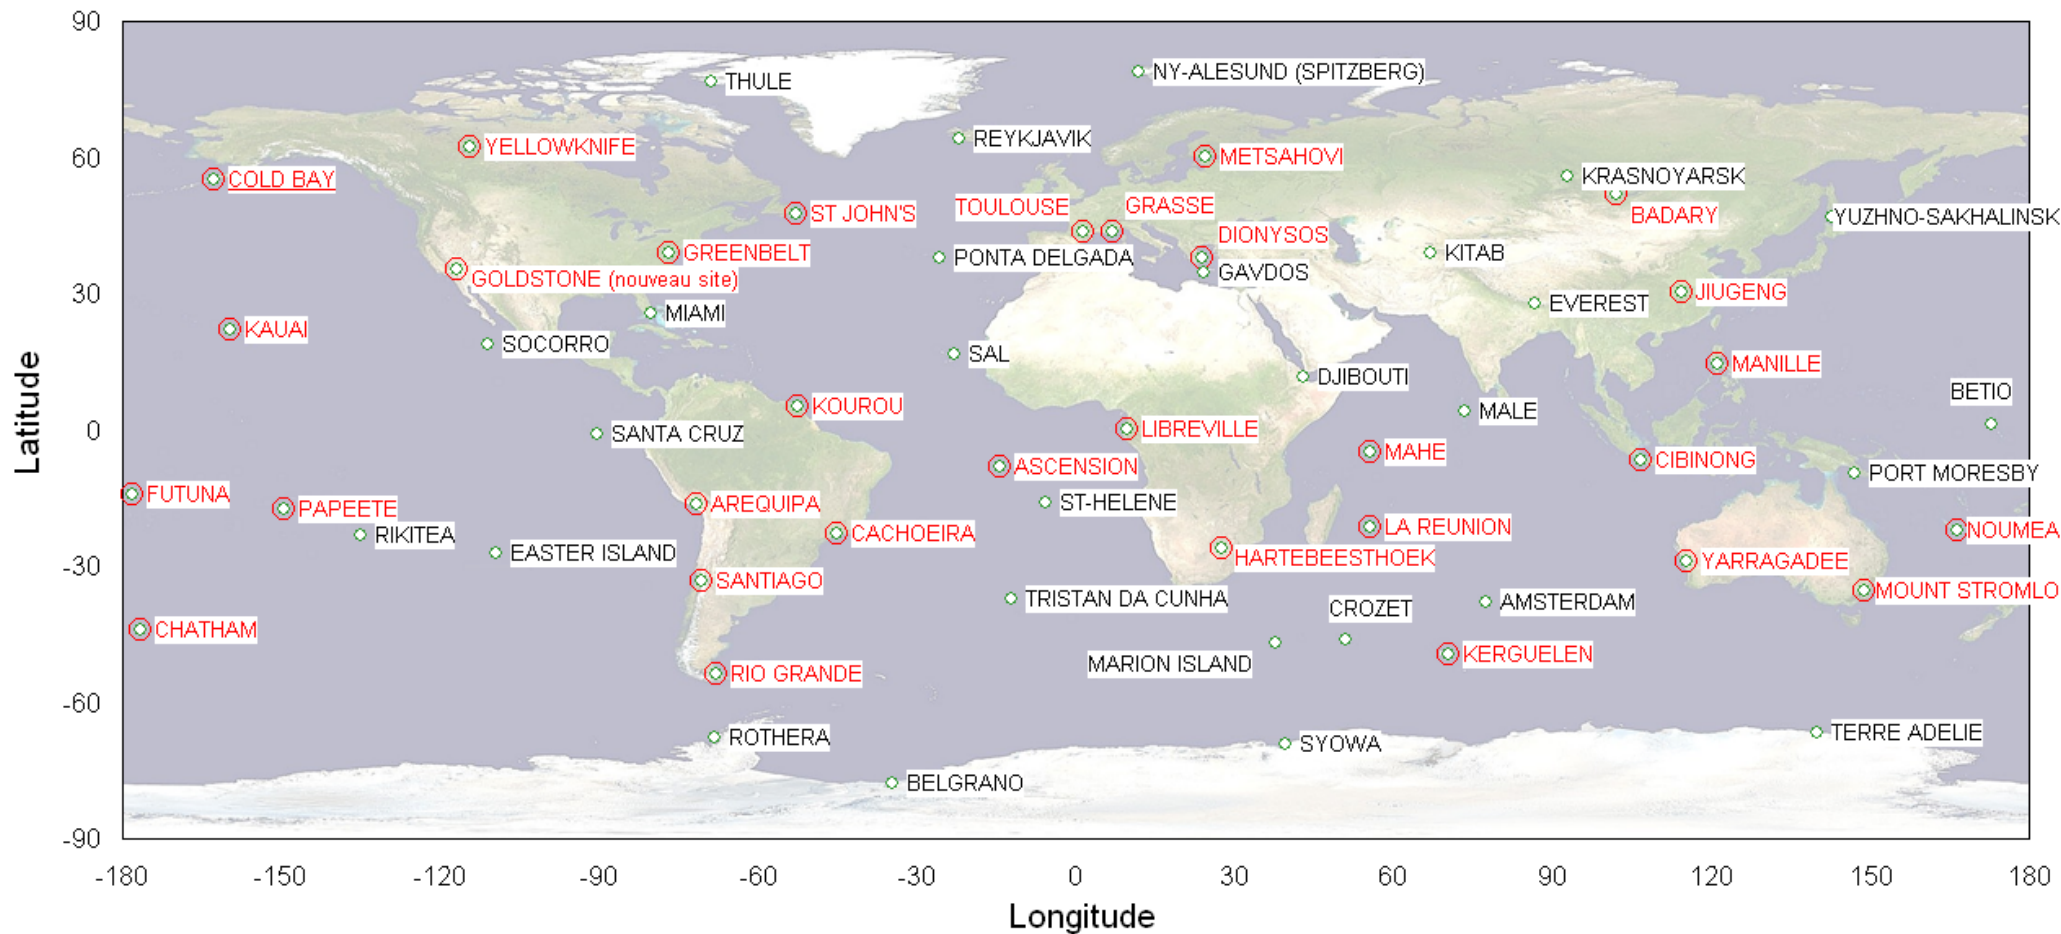 90
THULE
NY-ALESUND (SPITZBERG)
REYKJAVIK
YELLOWKNIFE
METSAHOVI
60
KRASNOYARSK
COLD BAY
TOULOUSE
GRASSE
ST JOHN'S
BADARY
YUZHNO-SAKHALINSK
DIONYSOS
GREENBELT
PONTA DELGADA
KITAB
GAVDOS
GOLDSTONE (nouveau site)
30
JIUGENG
EVEREST
MIAMI
KAUAI
SOCORRO
SAL
MANILLE
DJIBOUTI
BETIO
KOUROU
MALE
Latitude
0
SANTA CRUZ
LIBREVILLE
MAHE
CIBINONG
ASCENSION
PORT MORESBY
FUTUNA
AREQUIPA
ST-HELENE
PAPEETE
LA REUNION
NOUMEA
RIKITEA
CACHOEIRA
EASTER ISLAND
HARTEBEESTHOEK
YARRAGADEE
-30
SANTIAGO
MOUNT STROMLO
TRISTAN DA CUNHA
CROZET
AMSTERDAM
CHATHAM
MARION ISLAND
KERGUELEN
RIO GRANDE
-60
ROTHERA
SYOWA
TERRE ADELIE
BELGRANO
-90
-180 -150 -120 -90 -60 -30 0 30 60 90 120 150 180
Longitude